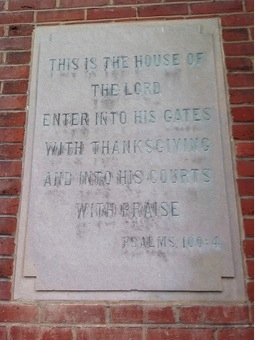 THIS IS THE HOUSE OF
THE LORD
ENTER INTO HIS GATES
WITH THANKSGIVING
AND INTO HIS COURTS
WITH PRAISE
PSALMS. 100:4